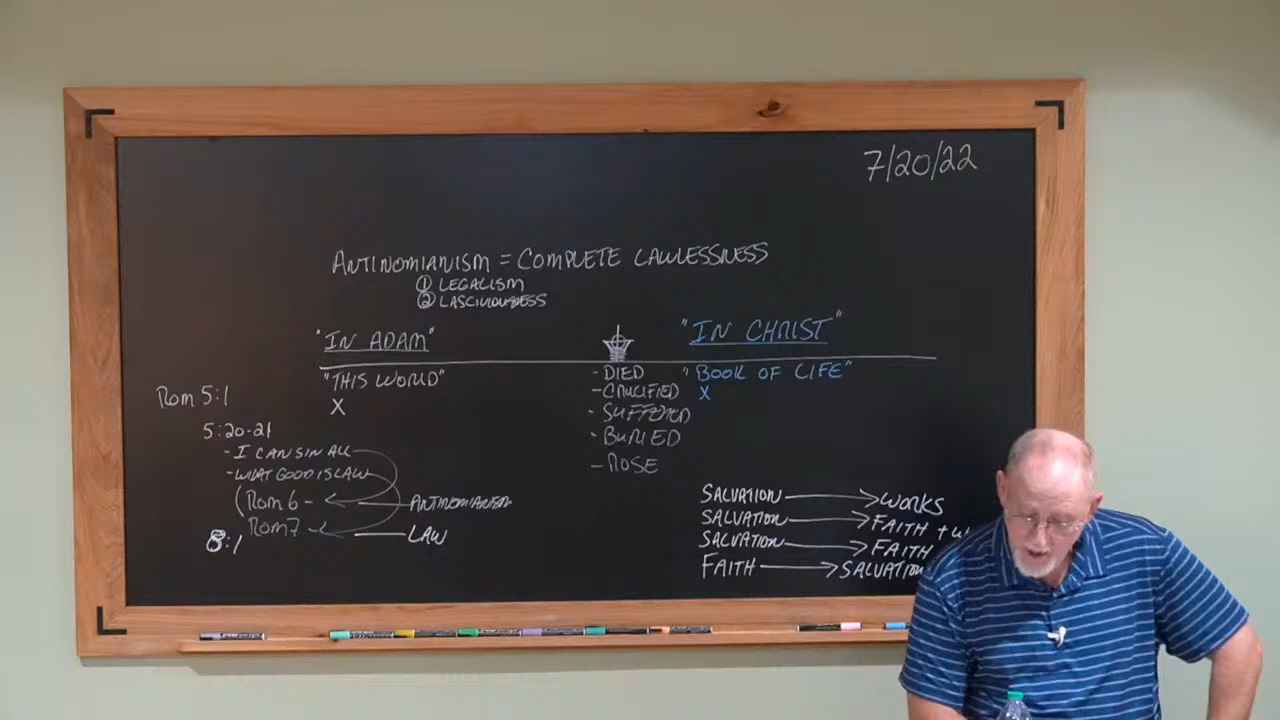 7/20/22
ANTINOMIANISM = COMPLETE LAWLESSNESS
① LEGALISM
② LASCIVIOUSNESS
"IN ADAM"
"IN CHRIST"
"THIS WORLD"
X
- DIED
- CRUCIFIED
- SUFFERED
- BURIED
- ROSE
"BOOK OF LIFE"
X
Rom 5:1
5:20-21
- I CAN SIN ALL
- WHAT GOOD IS LAW
(Rom 6 - ANTINOMIANISM
Rom 7 - LAW
8:1
SALVATION → WORKS
SALVATION → FAITH +
SALVATION → FAITH
FAITH → SALVATION